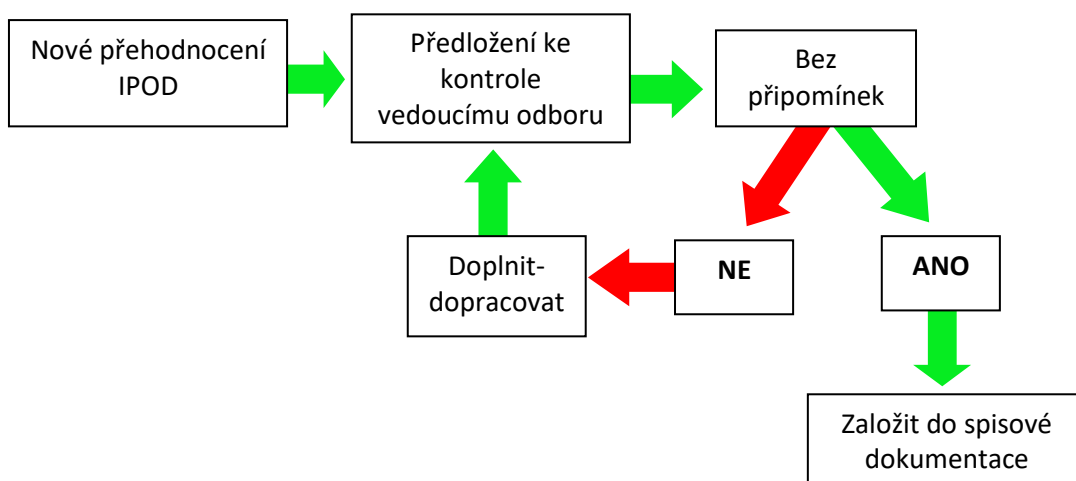 Nové přehodnocení
IPOD
Předložení ke
kontrole
vedoucímu odboru
Bez
připomínek
Doplnit-
dopracovat
NE
ANO
Založit do spisové
dokumentace